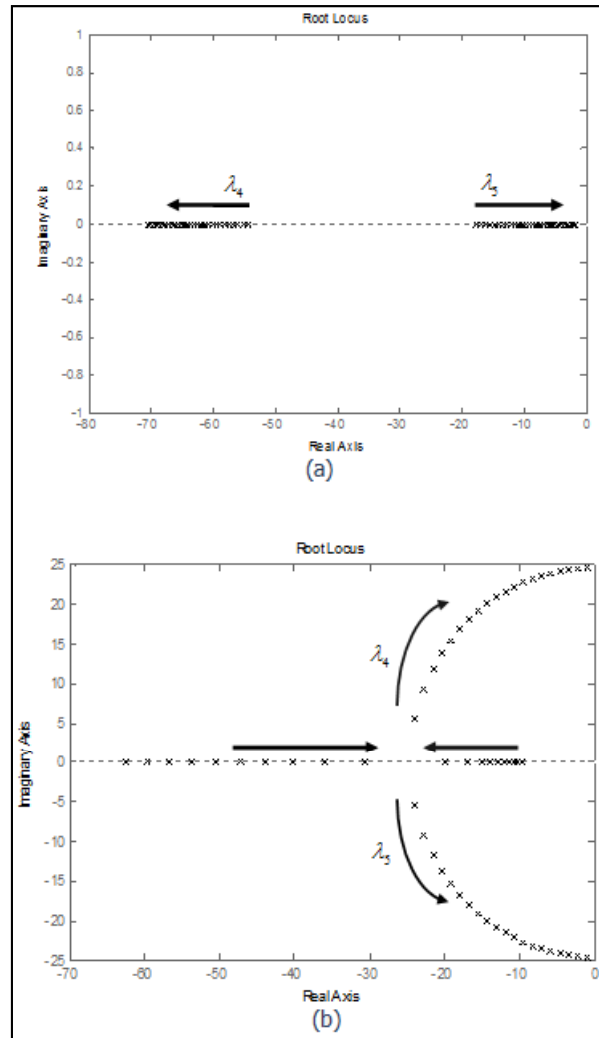 Root Locus
1
0.8
0.6
0.4
0.2
0
-0.2
-0.4
-0.6
-0.8
-1
Imaginary Axis
λ4
λ5
-80 -70 -60 -50 -40 -30 -20 -10 0
Real Axis
(a)
Root Locus
25
20
15
10
5
0
-5
-10
-15
-20
-25
Imaginary Axis
λ4
λ5
-70 -60 -50 -40 -30 -20 -10 0
Real Axis
(b)